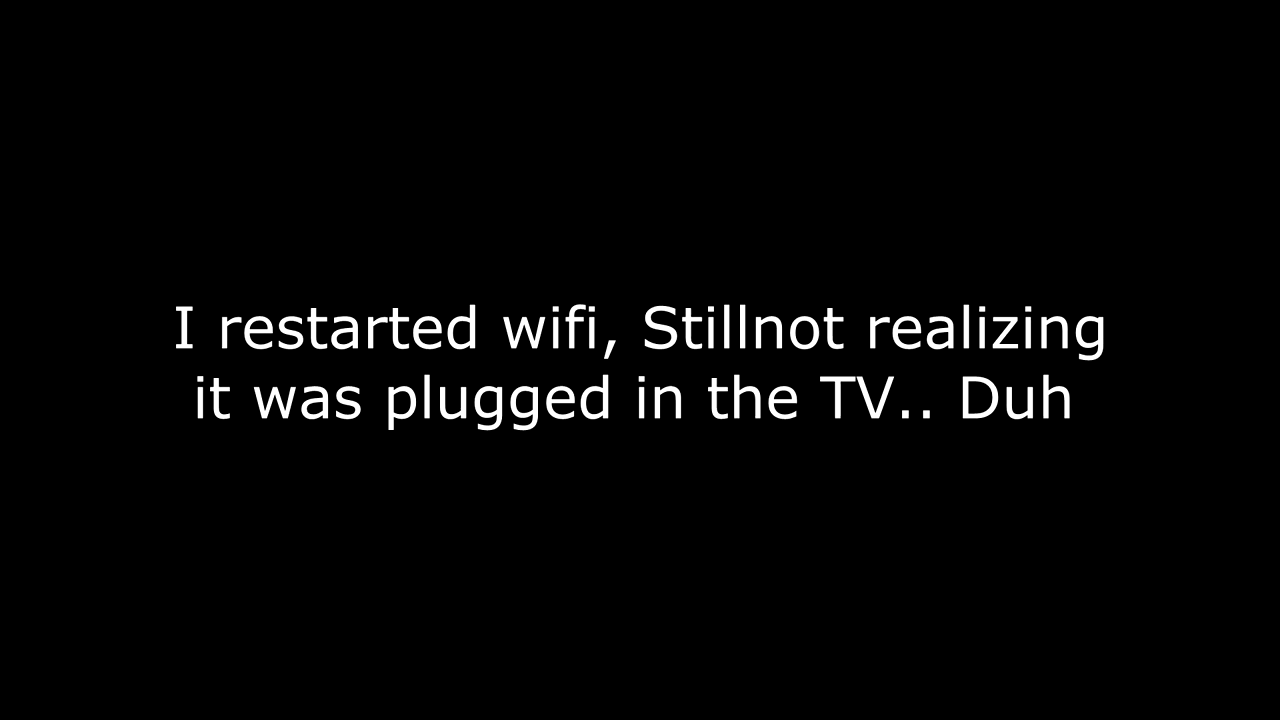 I restarted wifi, Stillnot realizing
it was plugged in the TV.. Duh